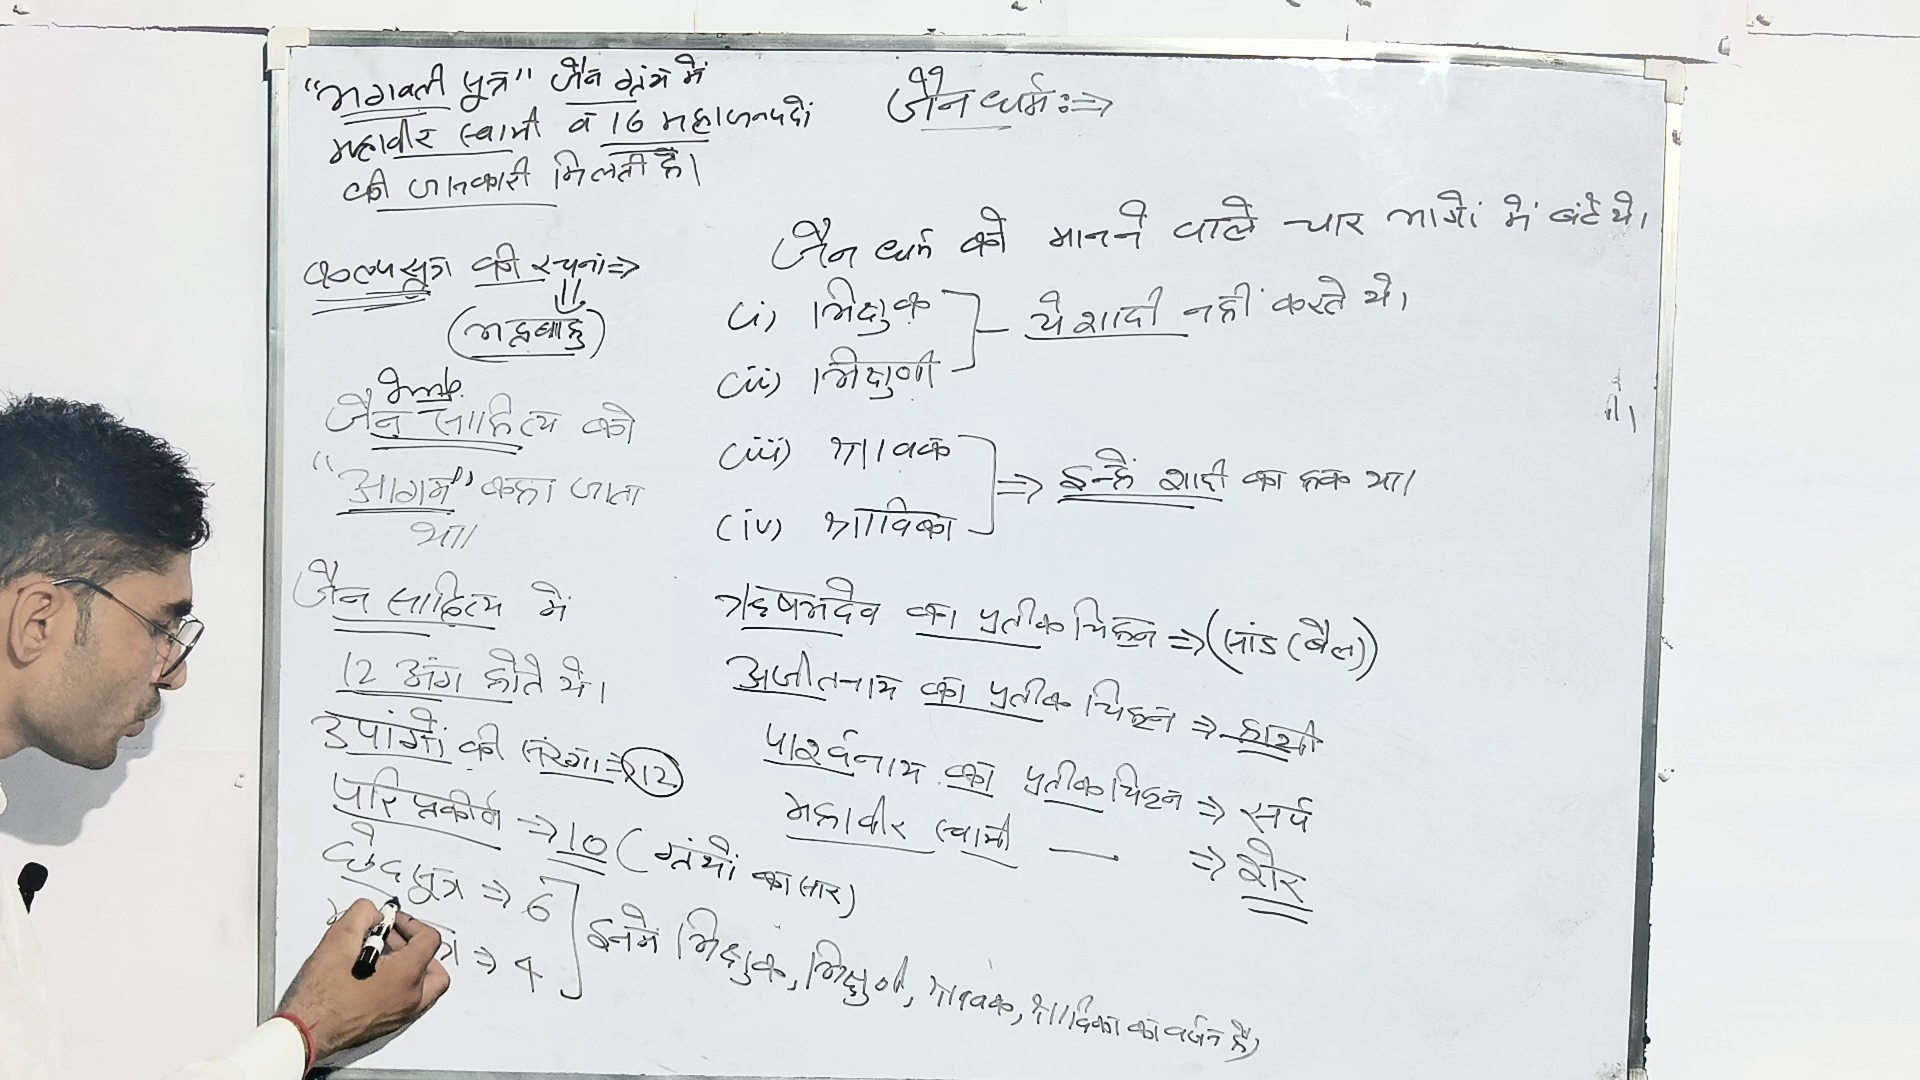 "भगवती सूत्र" जैन ग्रंथ में
महावीर स्वामी व 16 महाजनपदों
की जानकारी मिलती है।
कल्पसूत्र की रचना⇒
(भद्रबाहु)
Imp.
जैन साहित्य को
"आगम" कहा जाता
था।
जैन साहित्य में
12 अंग होते थे।
उपांगों की संख्या⇒12
परिप्रकीर्ण ⇒10 (ग्रंथों का सार)
छेदसूत्र ⇒ 6
त्र ⇒ 4
इनमें भिक्षुक, भिक्षुणी, श्रावक, श्राविका का वर्णन है।
जैन धर्म:⇒
जैन धर्म को मानने वाले चार भागों में बंटे थे।
(i) भिक्षुक
(ii) भिक्षुणी
ये शादी नहीं करते थे।
(iii) श्रावक
(iv) श्राविका
⇒ इन्हें शादी का हक था।
ऋषभदेव का प्रतीक चिह्न ⇒ (सांड (बैल))
अजीतनाथ का प्रतीक चिह्न ⇒ हाथी
पार्श्वनाथ का प्रतीक चिह्न ⇒ सर्प
महावीर स्वामी — ⇒ शेर